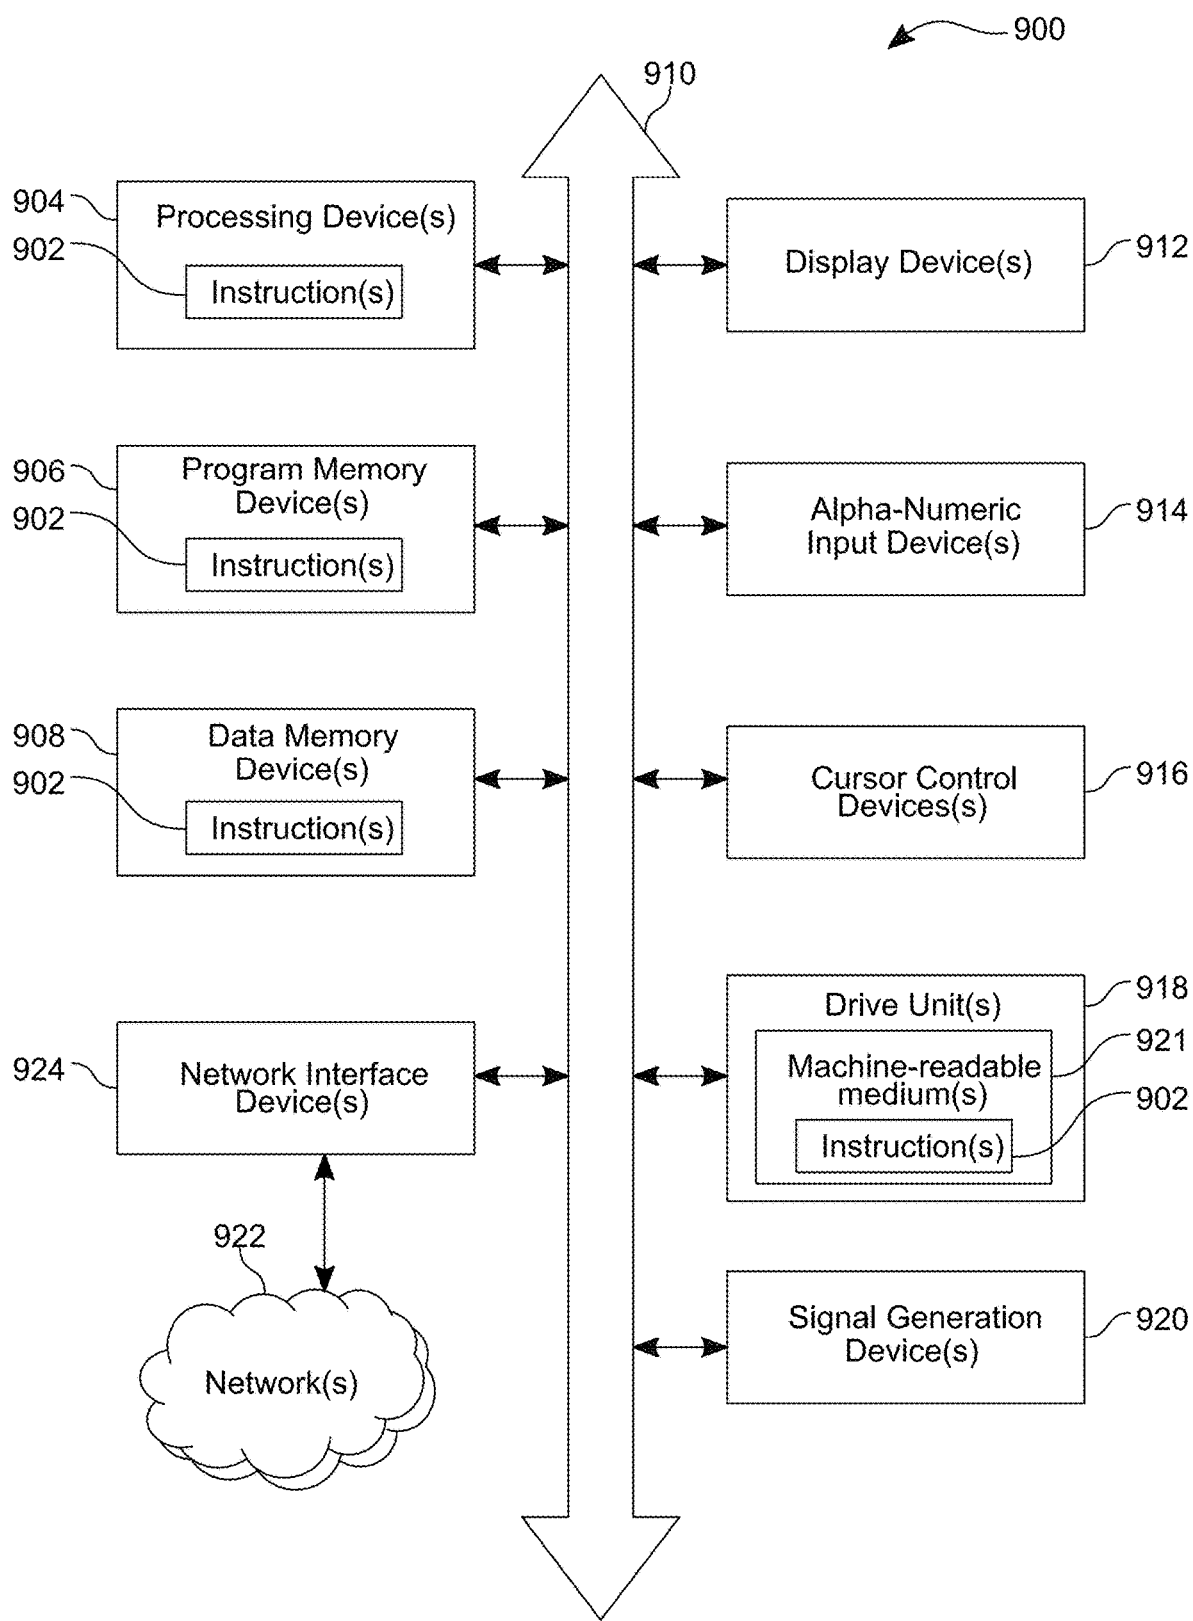 900
910
904
Processing Device(s)
902
Instruction(s)
906
Program Memory
Device(s)
902
Instruction(s)
908
Data Memory
Device(s)
902
Instruction(s)
924
Network Interface
Device(s)
922
Network(s)
Display Device(s)
912
Alpha-Numeric
Input Device(s)
914
Cursor Control
Devices(s)
916
Drive Unit(s)
918
921
Machine-readable
medium(s)
902
Instruction(s)
Signal Generation
Device(s)
920